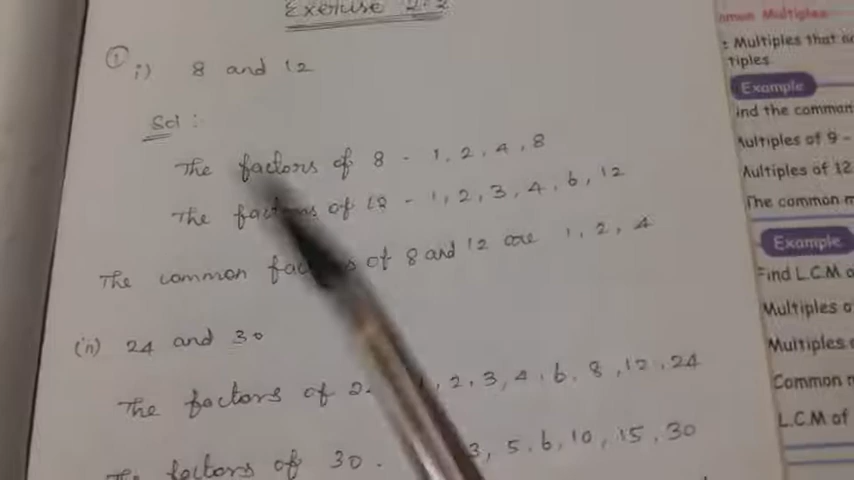 Exercise 2.2
① i) 8 and 12
Sol :
The factors of 8 - 1, 2, 4, 8
The factors of 12 - 1, 2, 3, 4, 6, 12
The common factors of 8 and 12 are 1, 2, 4
(ii) 24 and 30
The factors of 24 1, 2, 3, 4, 6, 8, 12, 24
The factors of 30 - 3, 5, 6, 10, 15, 30
Common Multiples
: Multiples that
tiples
Example
ind the common
Multiples of 9 -
Multiples of 12
The common
Example
Find L.C.M
Multiples
Multiples
Common
L.C.M of